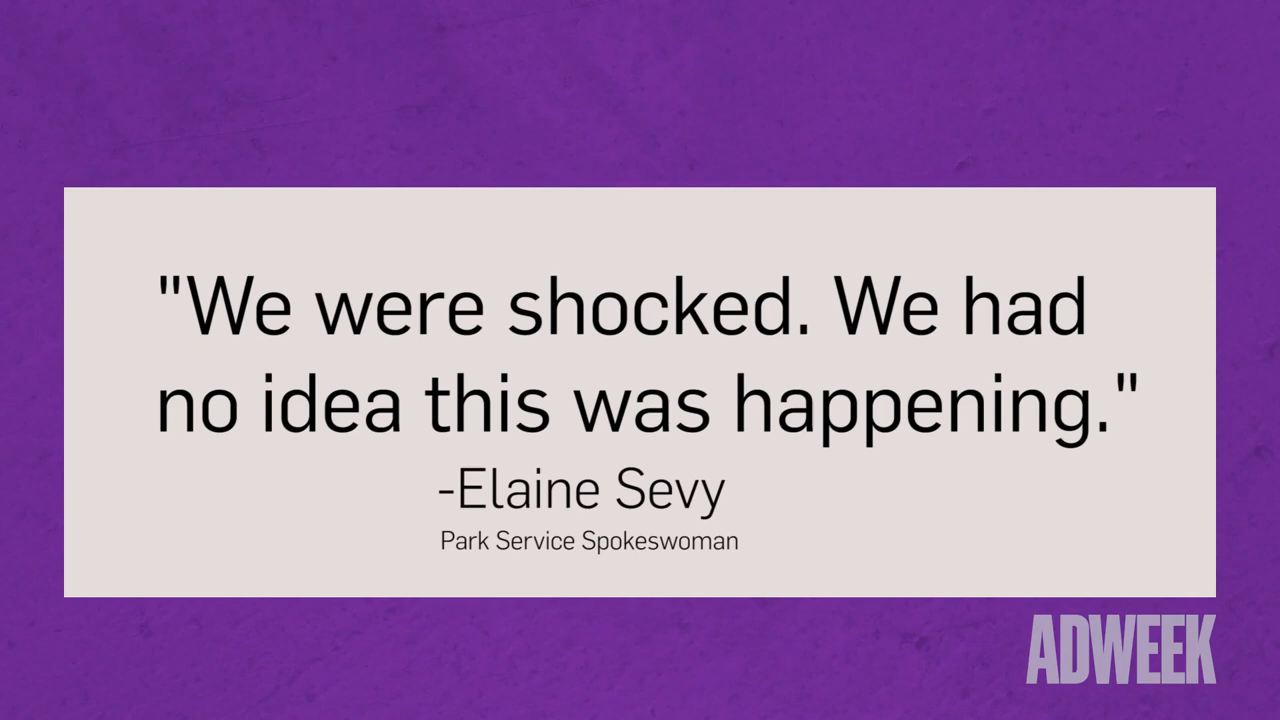 "We were shocked. We had
no idea this was happening."
-Elaine Sevy
Park Service Spokeswoman
ADWEEK